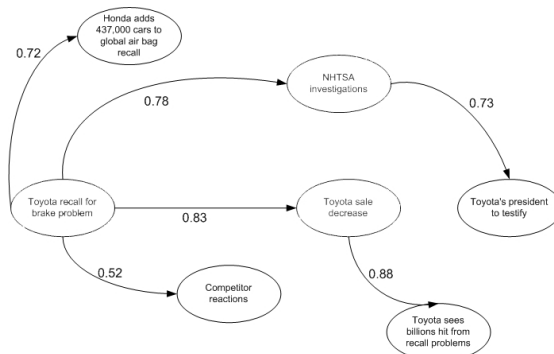 Honda adds
437,000 cars to
global air bag
recall
0.72
NHTSA
investigations
0.78
0.73
Toyota recall for
brake problem
0.83
Toyota sale
decrease
Toyota's president
to testify
0.52
Competitor
reactions
0.88
Toyota sees
billions hit from
recall problems